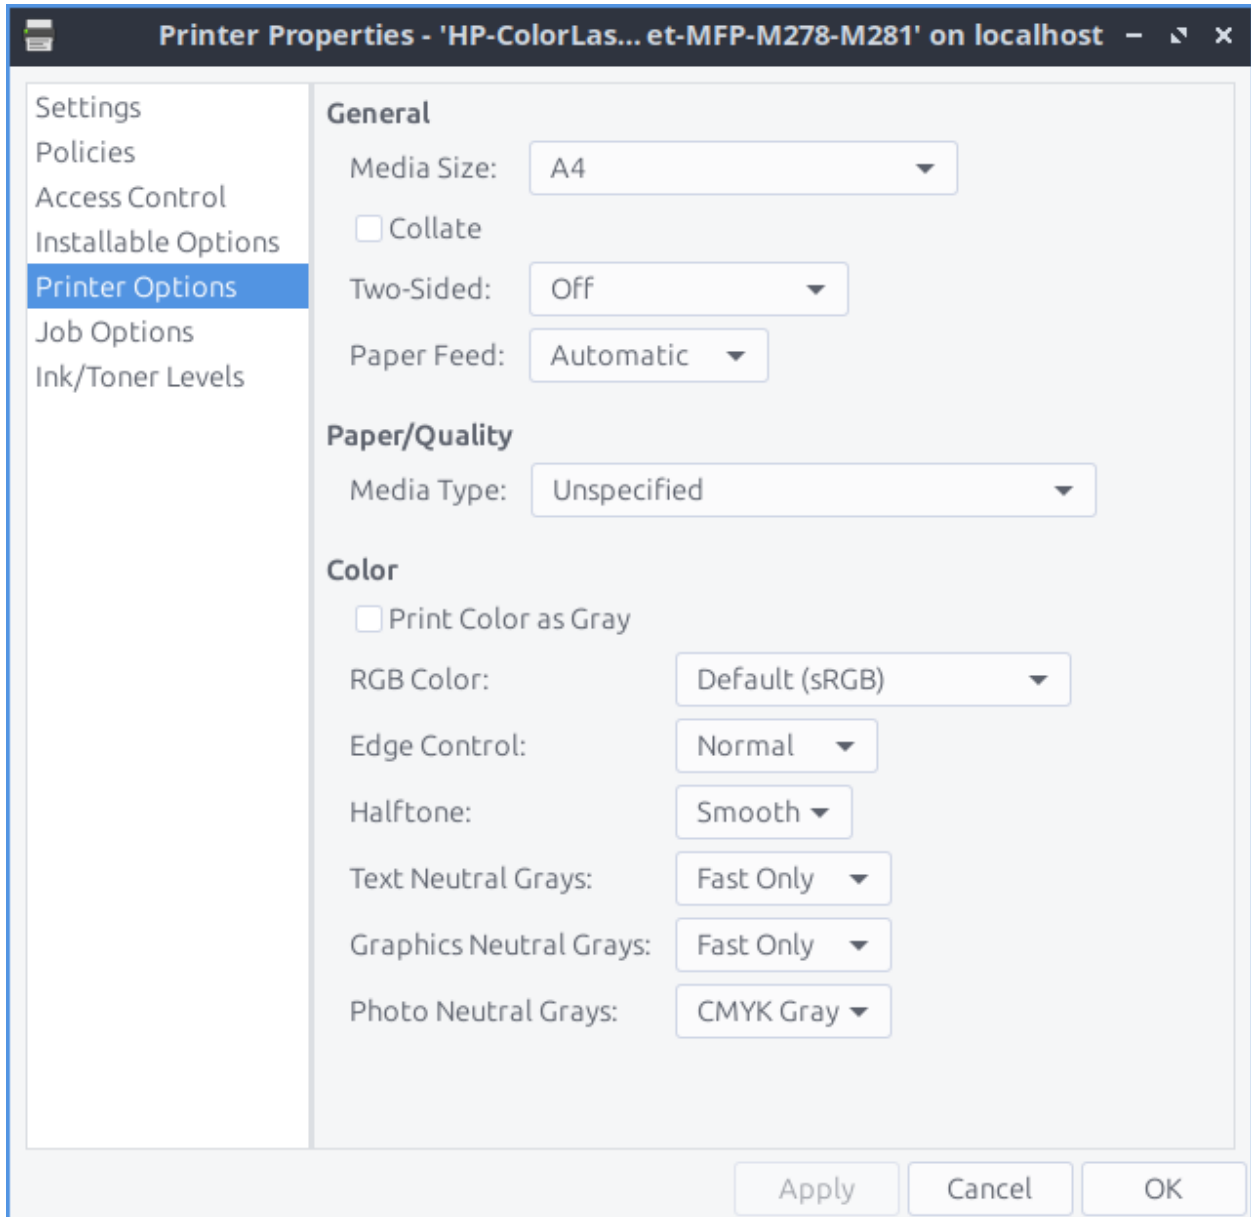 Printer Properties - 'HP-ColorLas... et-MFP-M278-M281' on localhost
Settings
Policies
Access Control
Installable Options
Printer Options
Job Options
Ink/Toner Levels
General
Media Size: A4
Collate
Two-Sided: Off
Paper Feed: Automatic
Paper/Quality
Media Type: Unspecified
Color
Print Color as Gray
RGB Color: Default (sRGB)
Edge Control: Normal
Halftone: Smooth
Text Neutral Grays: Fast Only
Graphics Neutral Grays: Fast Only
Photo Neutral Grays: CMYK Gray
Apply Cancel OK